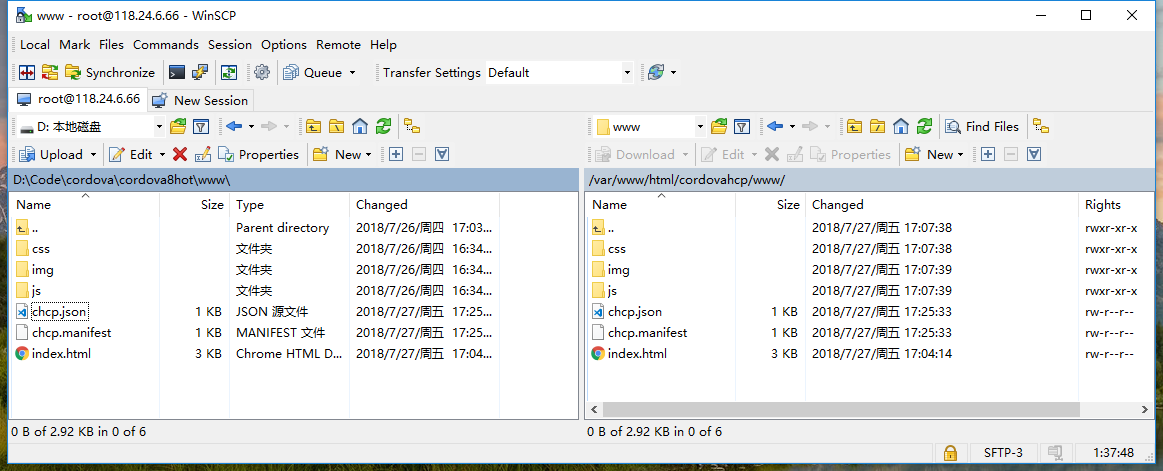 www - root@118.24.6.66 - WinSCP
Local Mark Files Commands Session Options Remote Help
Synchronize Queue Transfer Settings Default
root@118.24.6.66 New Session
D: 本地磁盘 www Find Files
Upload Edit Properties New Download Edit Properties New
D:\Code\cordova\cordova8hot\www\ /var/www/html/cordovahcp/www/
Name Size Type Changed Name Size Changed Rights
.. Parent directory 2018/7/26/周四 17:03... .. 2018/7/27/周五 17:07:38 rwxr-xr-x
css 文件夹 2018/7/26/周四 16:34... css 2018/7/27/周五 17:07:38 rwxr-xr-x
img 文件夹 2018/7/26/周四 16:34... img 2018/7/27/周五 17:07:39 rwxr-xr-x
js 文件夹 2018/7/26/周四 16:34... js 2018/7/27/周五 17:07:39 rwxr-xr-x
chcp.json 1 KB JSON 源文件 2018/7/27/周五 17:25... chcp.json 1 KB 2018/7/27/周五 17:25:33 rw-r--r--
chcp.manifest 1 KB MANIFEST 文件 2018/7/27/周五 17:25... chcp.manifest 1 KB 2018/7/27/周五 17:25:33 rw-r--r--
index.html 3 KB Chrome HTML D... 2018/7/27/周五 17:04... index.html 3 KB 2018/7/27/周五 17:04:14 rw-r--r--
0 B of 2.92 KB in 0 of 6 0 B of 2.92 KB in 0 of 6
SFTP-3 1:37:48